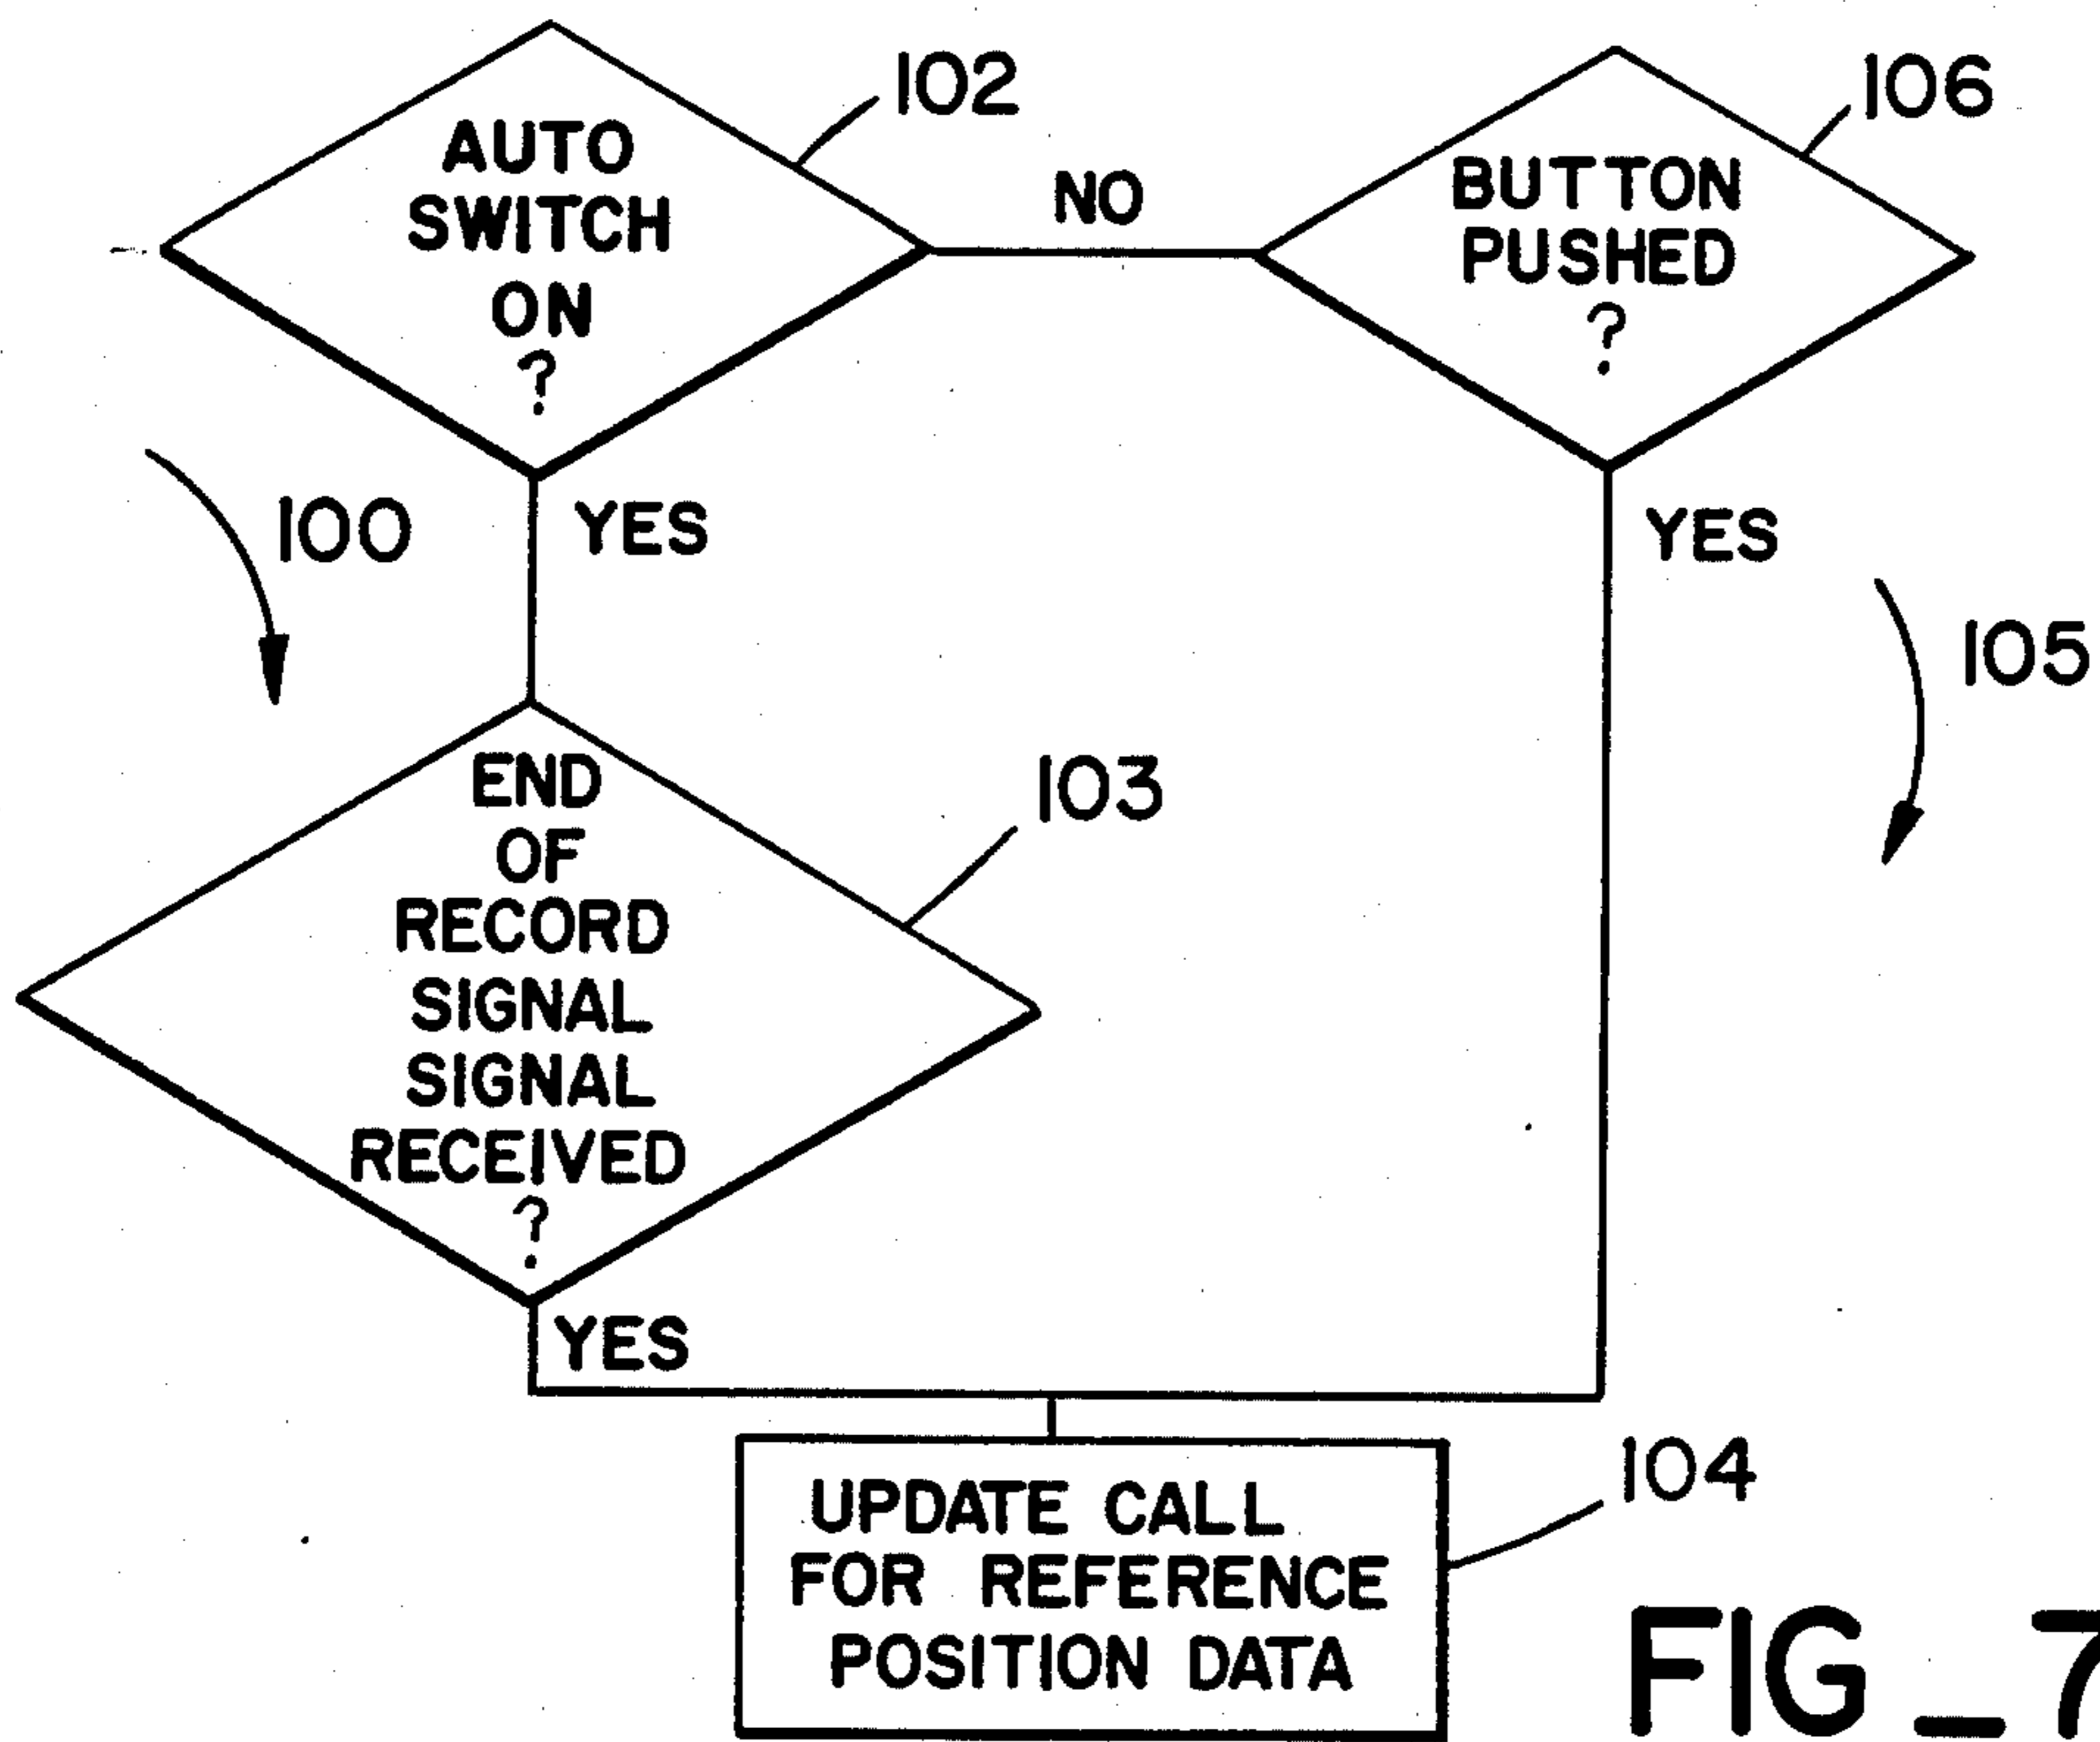 102
AUTO
SWITCH
ON
?
NO
106
BUTTON
PUSHED
?
100
YES
YES
105
103
END
OF
RECORD
SIGNAL
SIGNAL
RECEIVED
?
YES
104
UPDATE CALL
FOR REFERENCE
POSITION DATA
FIG_7